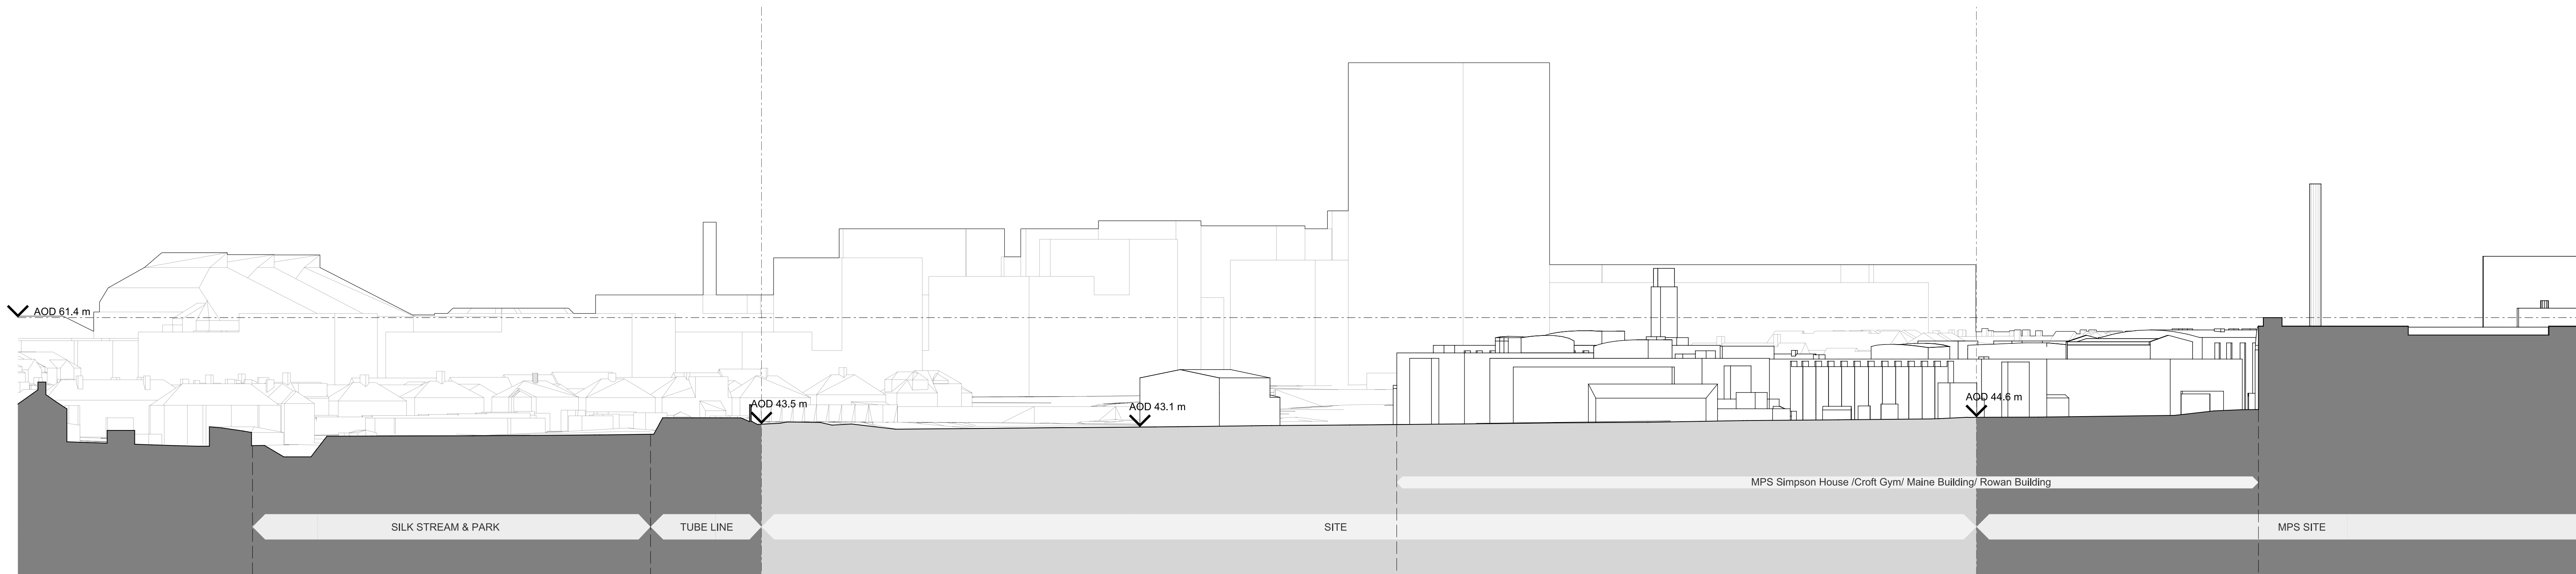 AOD 61.4 m
AOD 43.5 m
AOD 43.1 m
AOD 44.6 m
MPS Simpson House /Croft Gym/ Maine Building/ Rowan Building
SILK STREAM & PARK
TUBE LINE
SITE
MPS SITE